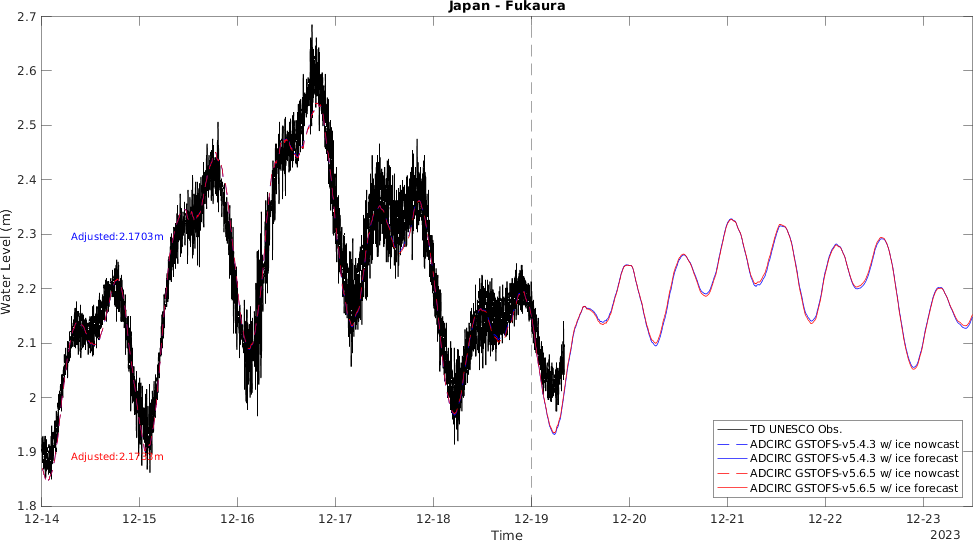 Japan - Fukaura
2.7
2.6
2.5
2.4
2.3
2.2
2.1
2
1.9
1.8
Water Level (m)
Adjusted:2.1703m
TD UNESCO Obs.
ADCIRC GSTOFS-v5.4.3 w/ ice nowcast
ADCIRC GSTOFS-v5.4.3 w/ ice forecast
ADCIRC GSTOFS-v5.6.5 w/ ice nowcast
ADCIRC GSTOFS-v5.6.5 w/ ice forecast
12-14 12-15 12-16 12-17 12-18 12-19 12-20 12-21 12-22 12-23
Time
2023